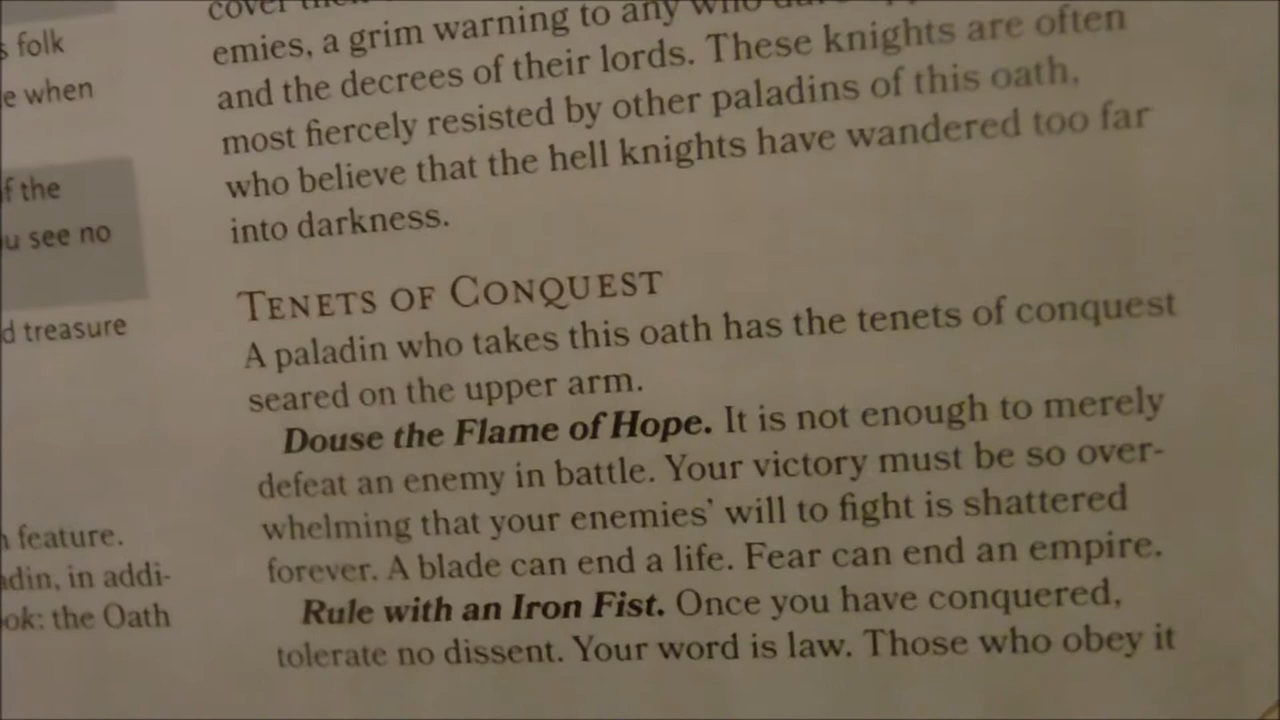 s folk
e when
f the
u see no
d treasure
feature.
adin, in addi-
ok: the Oath
cover
emies, a grim warning to any who
and the decrees of their lords. These knights are often
most fiercely resisted by other paladins of this oath,
who believe that the hell knights have wandered too far
into darkness.
TENETS OF CONQUEST
A paladin who takes this oath has the tenets of conquest
seared on the upper arm.
Douse the Flame of Hope. It is not enough to merely
defeat an enemy in battle. Your victory must be so over-
whelming that your enemies' will to fight is shattered
forever. A blade can end a life. Fear can end an empire.
Rule with an Iron Fist. Once you have conquered,
tolerate no dissent. Your word is law. Those who obey it